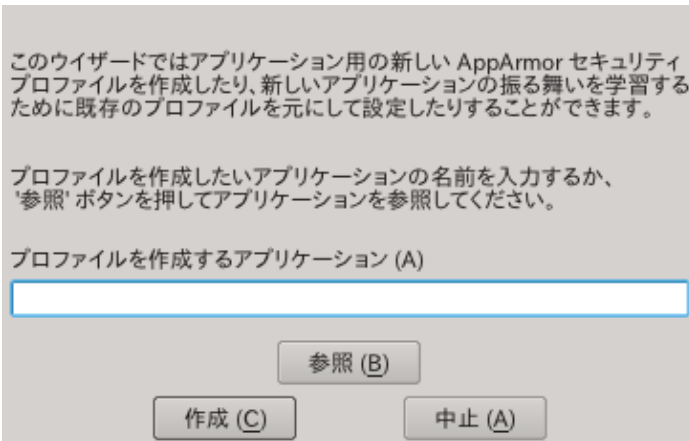 このウイザードではアプリケーション用の新しい AppArmor セキュリティ
プロファイルを作成したり、新しいアプリケーションの振る舞いを学習する
ために既存のプロファイルを元にして設定したりすることができます。
プロファイルを作成したいアプリケーションの名前を入力するか、
'参照' ボタンを押してアプリケーションを参照してください。
プロファイルを作成するアプリケーション (A)
参照 (B)
作成 (C)
中止 (A)